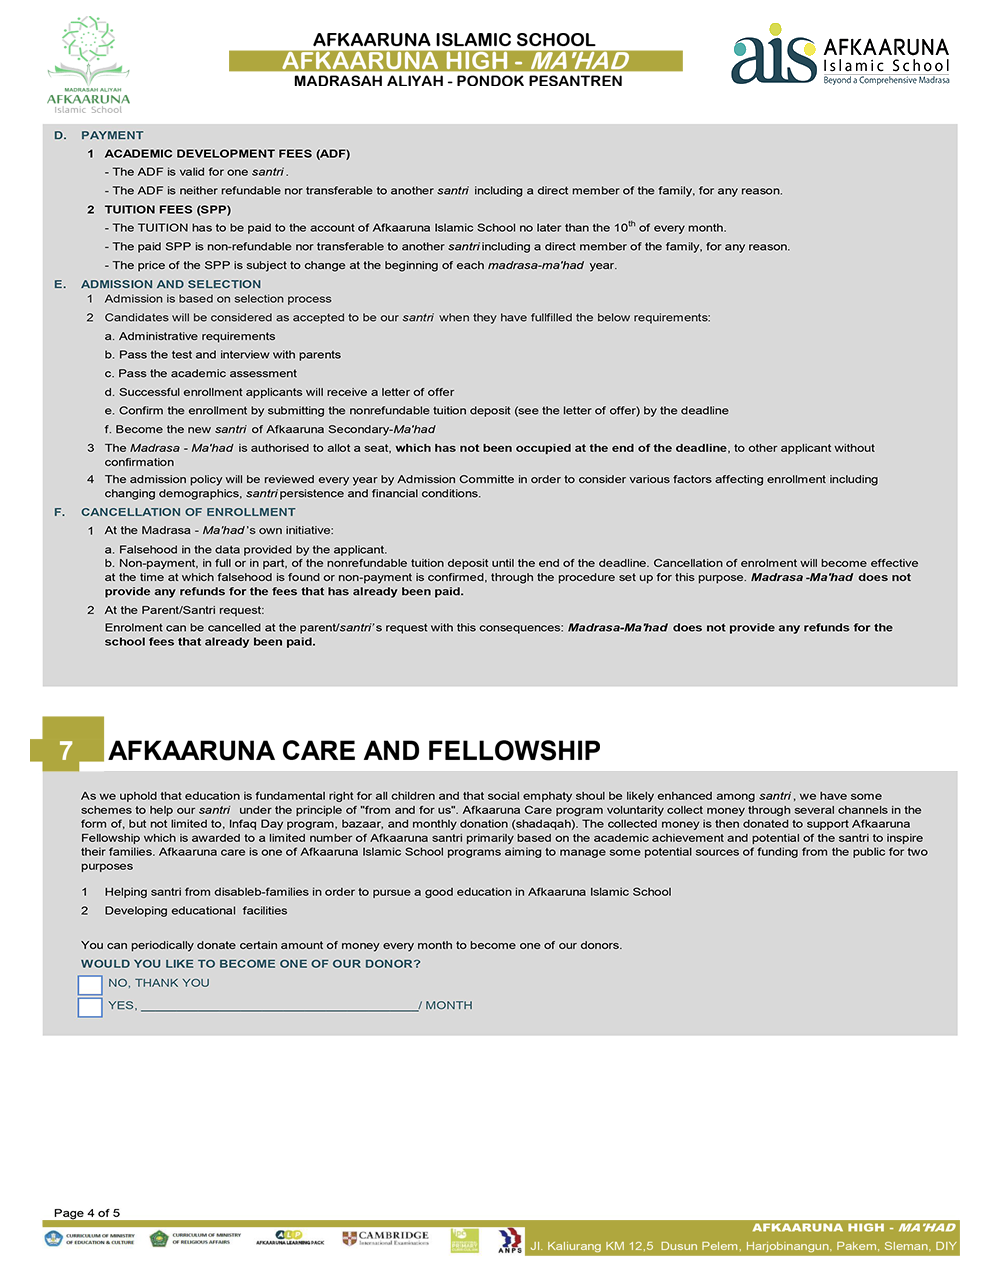 MADRASAH ALIYAH
AFKAARUNA
Islamic School
AFKAARUNA ISLAMIC SCHOOL
AFKAARUNA HIGH - MA'HAD
MADRASAH ALIYAH - PONDOK PESANTREN
ais AFKAARUNA
Islamic School
Beyond a Comprehensive Madrasa
D. PAYMENT
1 ACADEMIC DEVELOPMENT FEES (ADF)
- The ADF is valid for one santri .
- The ADF is neither refundable nor transferable to another santri including a direct member of the family, for any reason.
2 TUITION FEES (SPP)
- The TUITION has to be paid to the account of Afkaaruna Islamic School no later than the 10th of every month.
- The paid SPP is non-refundable nor transferable to another santri including a direct member of the family, for any reason.
- The price of the SPP is subject to change at the beginning of each madrasa-ma'had year.
E. ADMISSION AND SELECTION
1 Admission is based on selection process
2 Candidates will be considered as accepted to be our santri when they have fullfilled the below requirements:
a. Administrative requirements
b. Pass the test and interview with parents
c. Pass the academic assessment
d. Successful enrollment applicants will receive a letter of offer
e. Confirm the enrollment by submitting the nonrefundable tuition deposit (see the letter of offer) by the deadline
f. Become the new santri of Afkaaruna Secondary-Ma'had
3 The Madrasa - Ma'had is authorised to allot a seat, which has not been occupied at the end of the deadline, to other applicant without
confirmation
4 The admission policy will be reviewed every year by Admission Committe in order to consider various factors affecting enrollment including
changing demographics, santri persistence and financial conditions.
F. CANCELLATION OF ENROLLMENT
1 At the Madrasa - Ma'had 's own initiative:
a. Falsehood in the data provided by the applicant.
b. Non-payment, in full or in part, of the nonrefundable tuition deposit until the end of the deadline. Cancellation of enrolment will become effective
at the time at which falsehood is found or non-payment is confirmed, through the procedure set up for this purpose. Madrasa -Ma'had does not
provide any refunds for the fees that has already been paid.
2 At the Parent/Santri request:
Enrolment can be cancelled at the parent/santri' s request with this consequences: Madrasa-Ma'had does not provide any refunds for the
school fees that already been paid.
7 AFKAARUNA CARE AND FELLOWSHIP
As we uphold that education is fundamental right for all children and that social emphaty shoul be likely enhanced among santri , we have some
schemes to help our santri under the principle of "from and for us". Afkaaruna Care program voluntarity collect money through several channels in the
form of, but not limited to, Infaq Day program, bazaar, and monthly donation (shadaqah). The collected money is then donated to support Afkaaruna
Fellowship which is awarded to a limited number of Afkaaruna santri primarily based on the academic achievement and potential of the santri to inspire
their families. Afkaaruna care is one of Afkaaruna Islamic School programs aiming to manage some potential sources of funding from the public for two
purposes
1 Helping santri from disableb-families in order to pursue a good education in Afkaaruna Islamic School
2 Developing educational facilities
You can periodically donate certain amount of money every month to become one of our donors.
WOULD YOU LIKE TO BECOME ONE OF OUR DONOR?
NO, THANK YOU
YES, ________________________________________/ MONTH
Page 4 of 5
AFKAARUNA HIGH - MA'HAD
CURRICULUM OF MINISTRY
OF EDUCATION & CULTURE
CURRICULUM OF MINISTRY
OF RELIGIOUS AFFAIRS
ALP
AFKAARUNA LEARNING PACK
CAMBRIDGE
International Examinations
ANPS
Jl. Kaliurang KM 12,5 Dusun Pelem, Harjobinangun, Pakem, Sleman, DIY